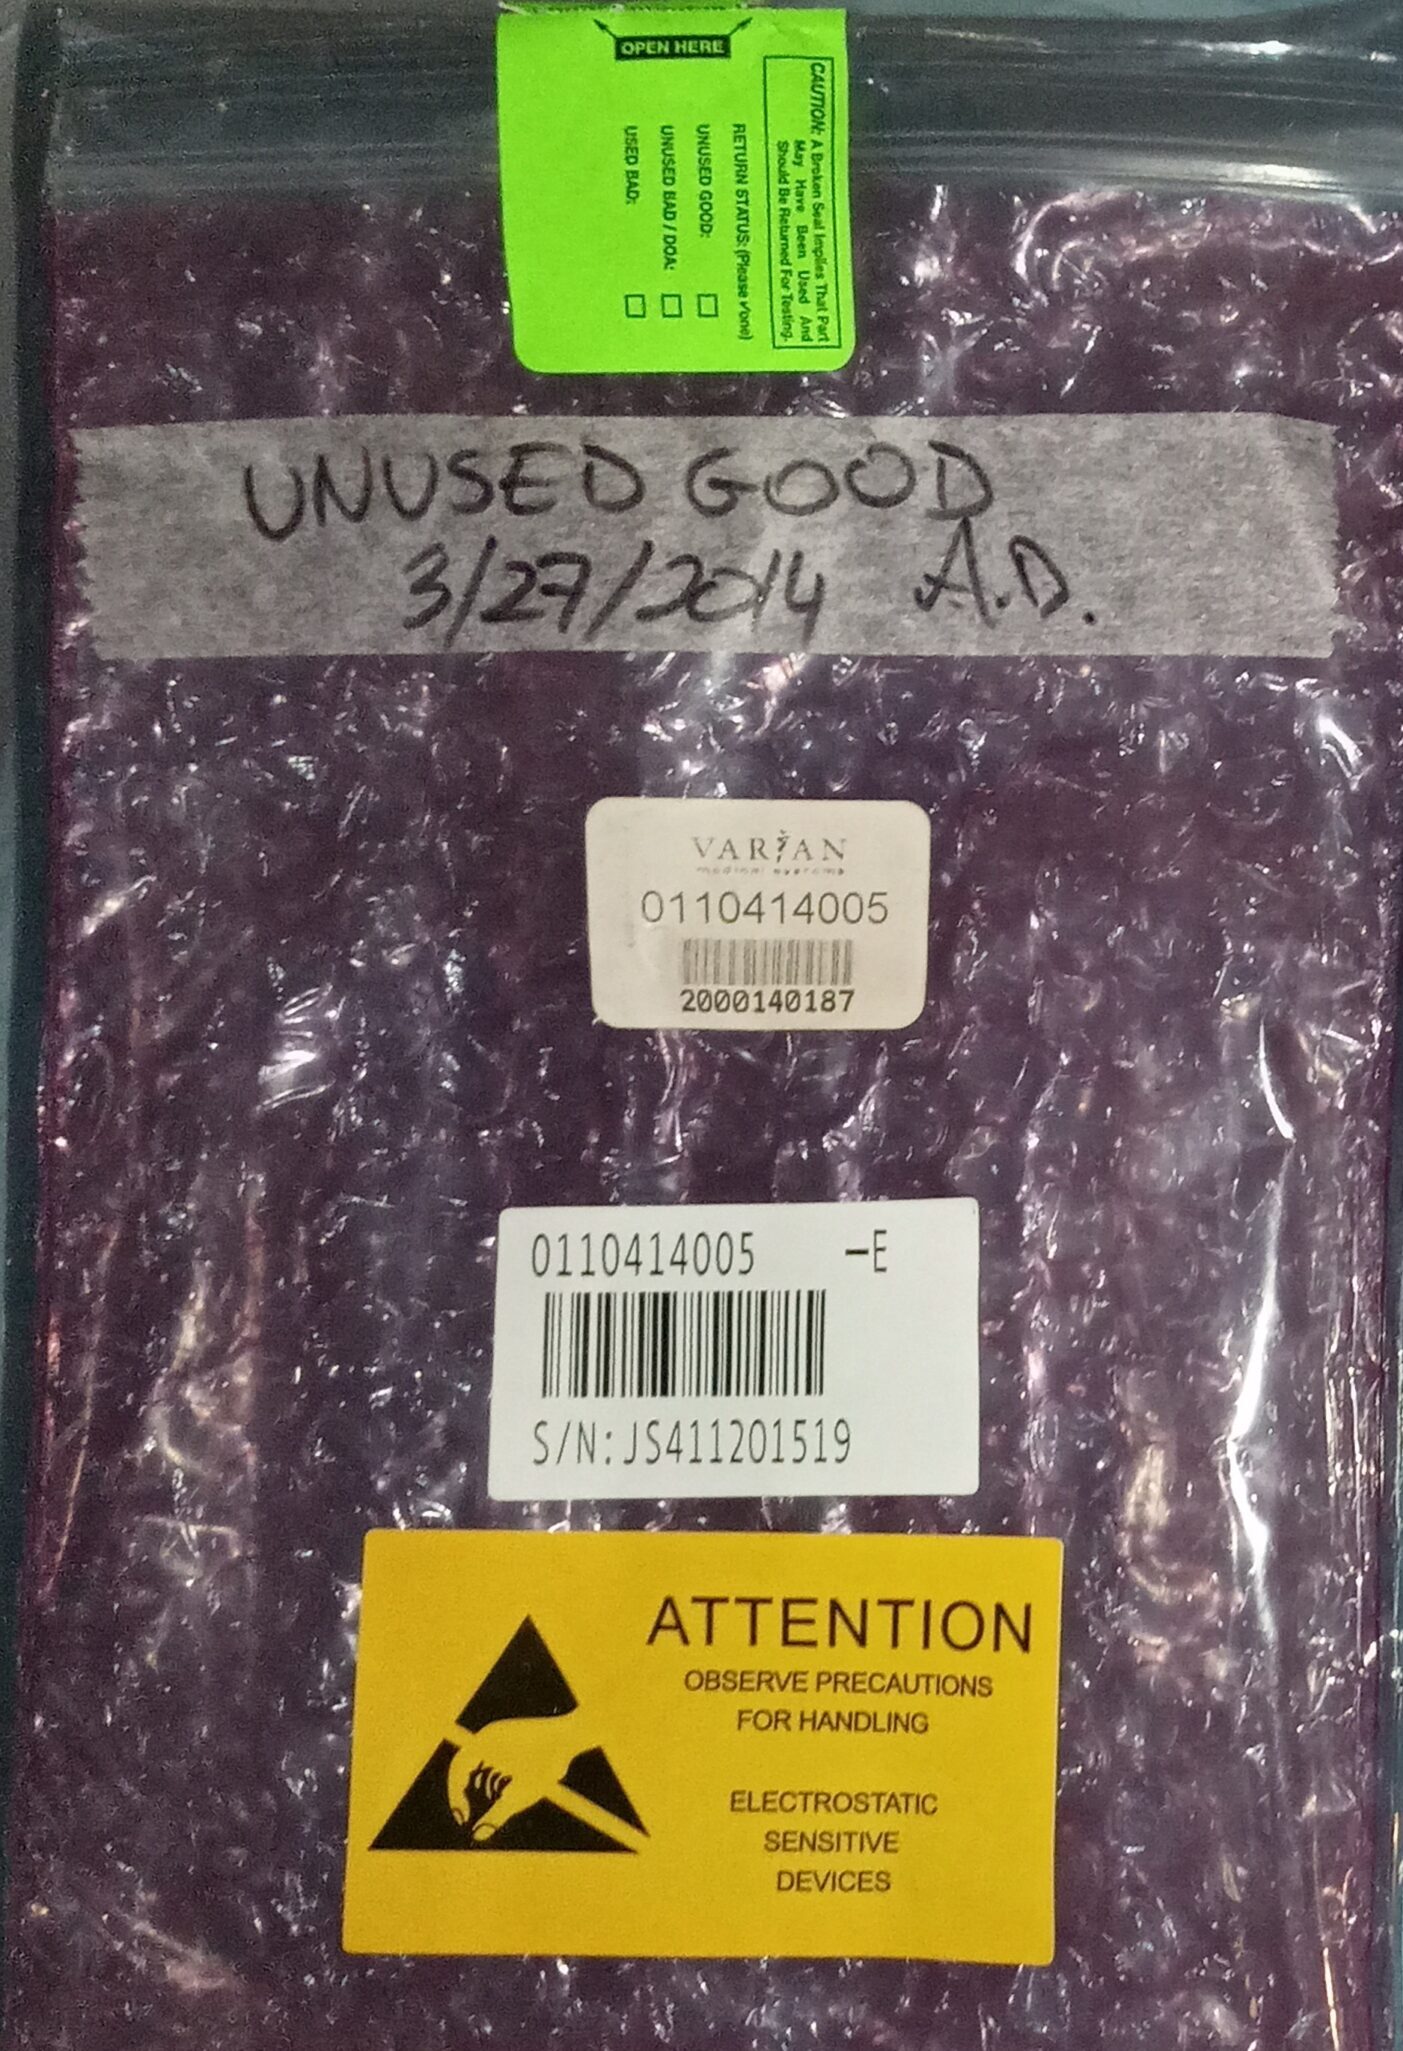 OPEN HERE
CAUTION: A Broken Seal Implies That Part
May Have Been Used And
Should Be Returned For Testing.
RETURN STATUS: (Please √ one)
UNUSED GOOD: ☐
UNUSED BAD / DOA: ☐
USED BAD: ☐
UNUSED GOOD
3/27/2014 A.D.
VARIAN
medical systems
0110414005
2000140187
0110414005 -E
S/N:JS411201519
ATTENTION
OBSERVE PRECAUTIONS
FOR HANDLING
ELECTROSTATIC
SENSITIVE
DEVICES